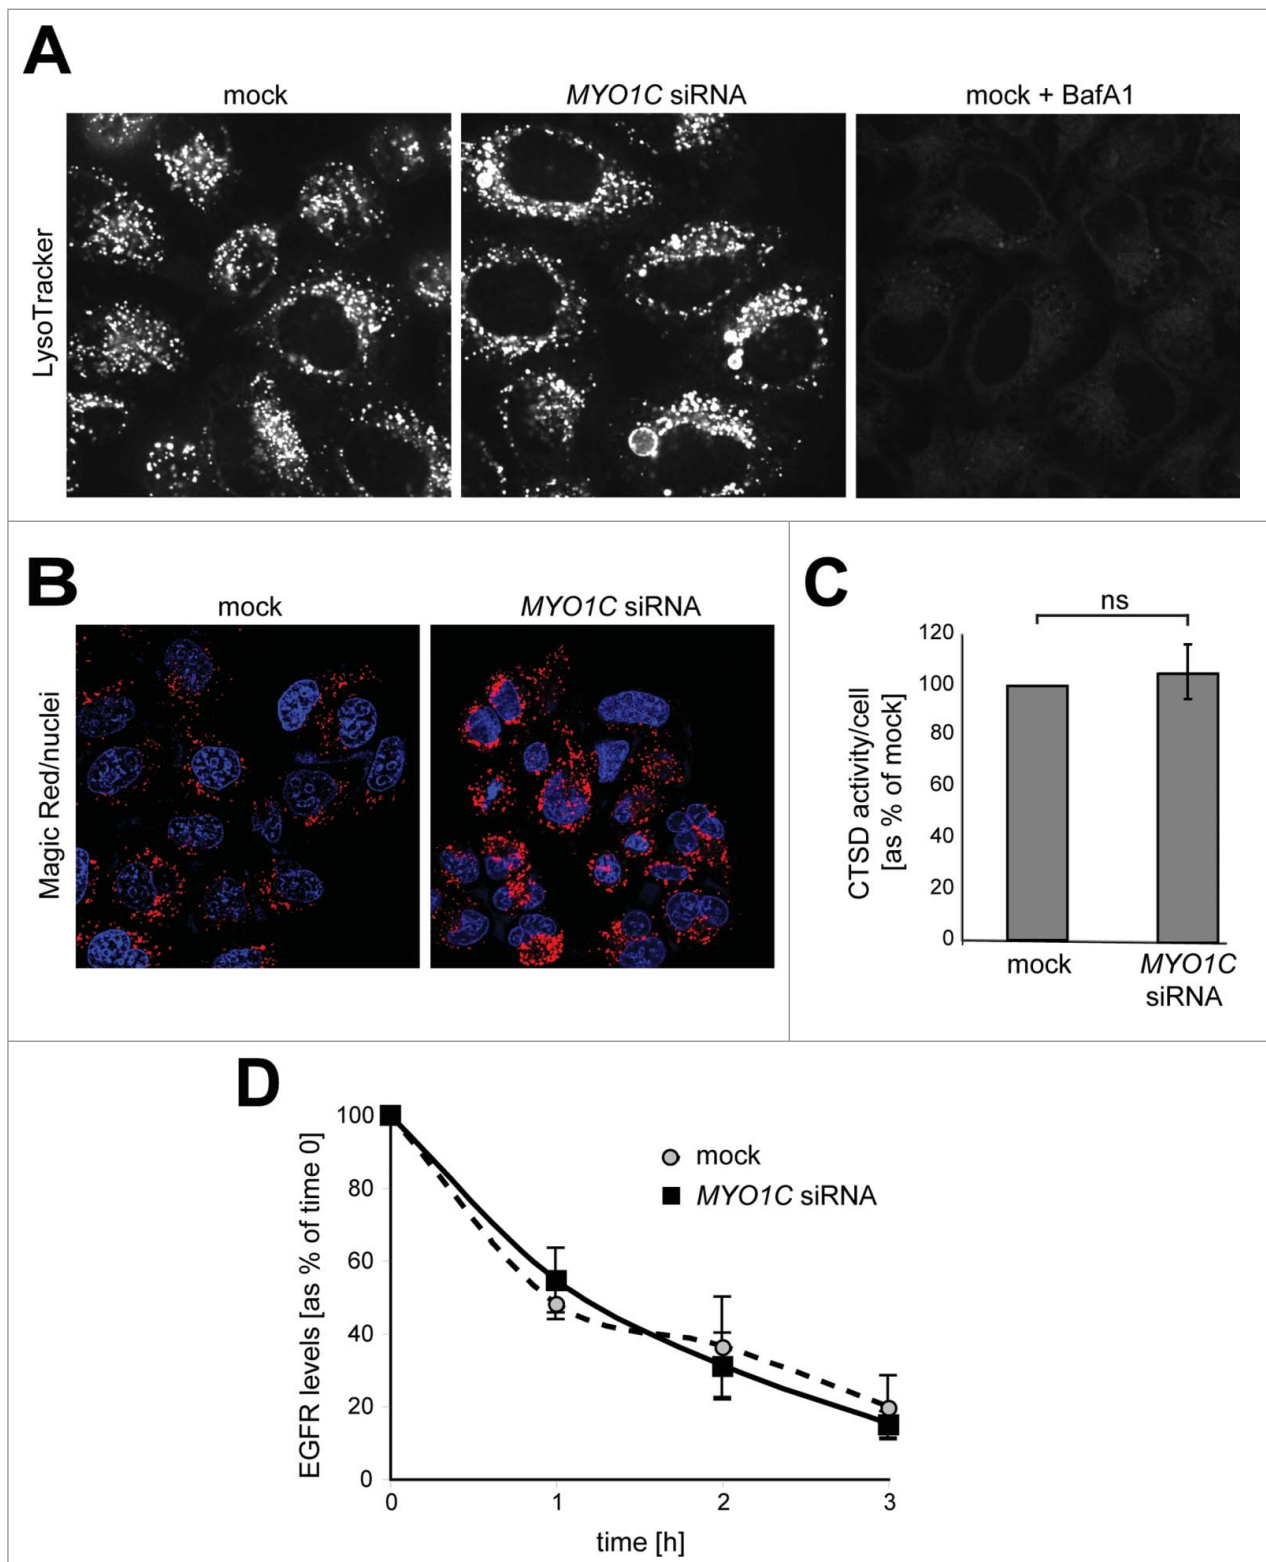 A
mock
MYO1C siRNA
mock + BafA1
LysoTracker
B
mock
MYO1C siRNA
Magic Red/nuclei
C
ns
120
100
80
60
40
20
0
CTSD activity/cell
[as % of mock]
mock
MYO1C
siRNA
D
100
80
60
40
20
0
EGFR levels [as % of time 0]
mock
MYO1C siRNA
0
1
2
3
time [h]